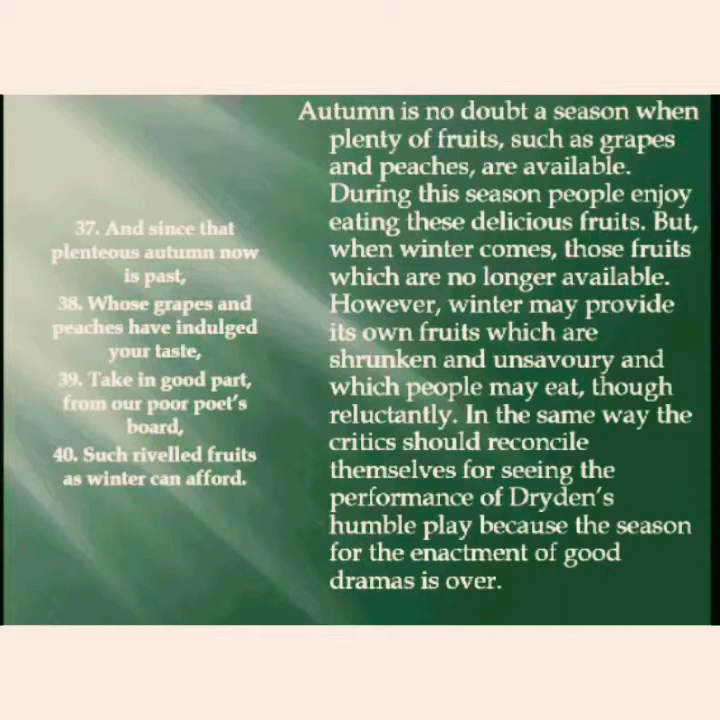 37. And since that
plenteous autumn now
is past,
38. Whose grapes and
peaches have indulged
your taste,
39. Take in good part,
from our poor poet's
board,
40. Such rivelled fruits
as winter can afford.
Autumn is no doubt a season when
plenty of fruits, such as grapes
and peaches, are available.
During this season people enjoy
eating these delicious fruits. But,
when winter comes, those fruits
which are no longer available.
However, winter may provide
its own fruits which are
shrunken and unsavoury and
which people may eat, though
reluctantly. In the same way the
critics should reconcile
themselves for seeing the
performance of Dryden's
humble play because the season
for the enactment of good
dramas is over.